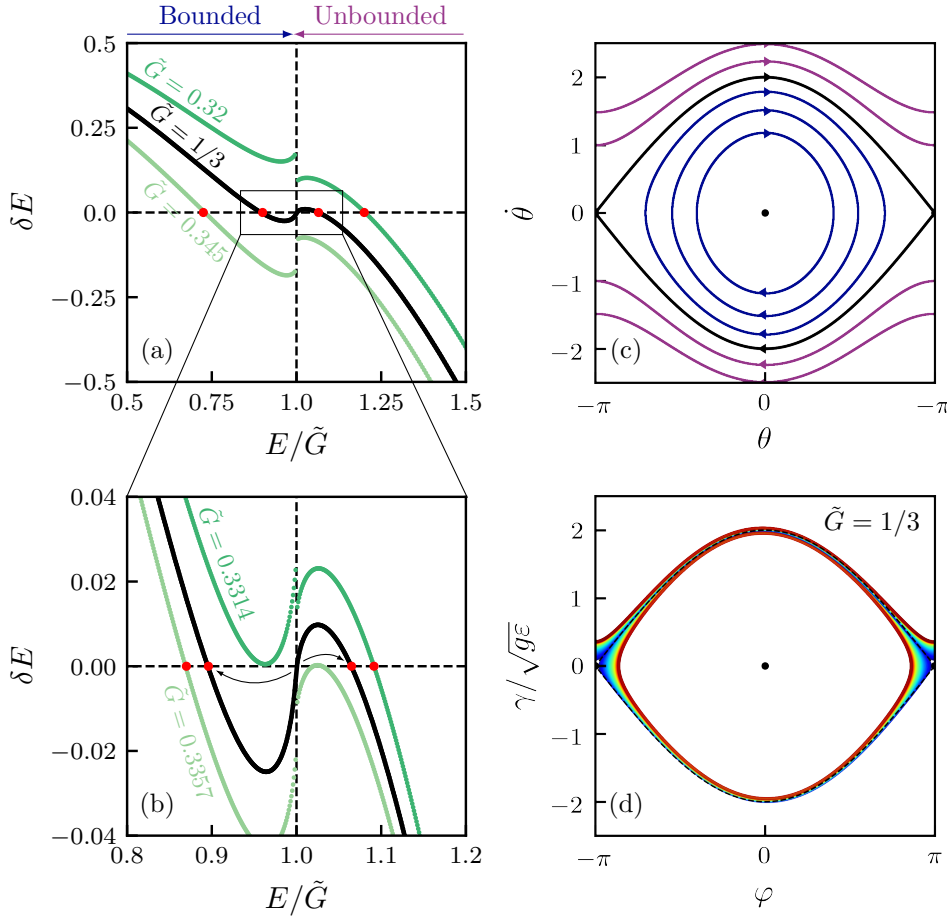 Bounded
Unbounded
0.5
0.25
0.0
−0.25
−0.5
δE
G̃ = 0.32
G̃ = 1/3
G̃ = 0.345
(a)
0.5
0.75
1.0
1.25
1.5
E/G̃
2
1
0
−1
−2
θ̇
(c)
−π
0
−π
θ
0.04
0.02
0.00
−0.02
−0.04
δE
G̃ = 0.3314
G̃ = 0.3357
(b)
0.8
0.9
1.0
1.1
1.2
E/G̃
G̃ = 1/3
2
1
0
−1
−2
γ/√gε
(d)
−π
0
π
φ